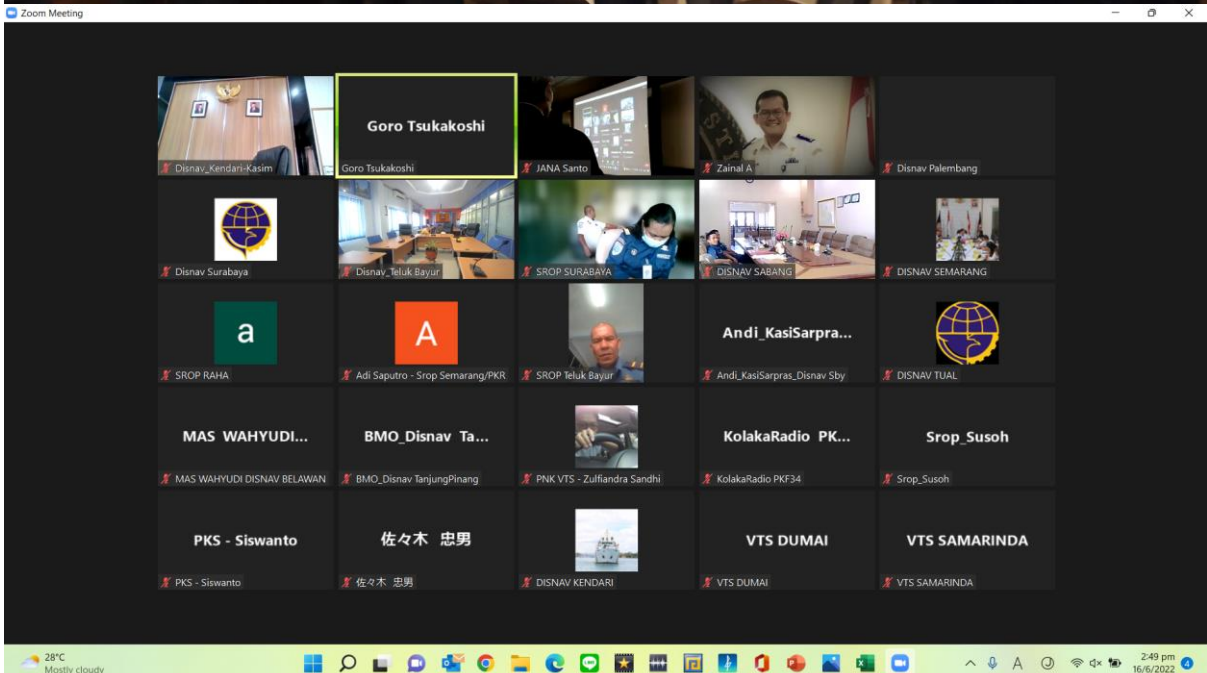 Zoom Meeting
Disnav_Kendari-Kasim
Goro Tsukakoshi
Goro Tsukakoshi
JANA Santo
Zainal A
Disnav Palembang
Disnav Surabaya
Disnav_Teluk Bayur
SROP SURABAYA
DISNAV SABANG
DISNAV SEMARANG
a
SROP RAHA
A
Adi Saputro - Srop Semarang/PKR
SROP Teluk Bayur
Andi_KasiSarpra...
Andi_KasiSarpras_Disnav Sby
DISNAV TUAL
MAS WAHYUDI...
MAS WAHYUDI DISNAV BELAWAN
BMO_Disnav Ta...
BMO_Disnav TanjungPinang
PNK VTS - Zulfiandra Sandhi
KolakaRadio PK...
KolakaRadio PKF34
Srop_Susoh
Srop_Susoh
PKS - Siswanto
PKS - Siswanto
佐々木 忠男
佐々木 忠男
DISNAV KENDARI
VTS DUMAI
VTS DUMAI
VTS SAMARINDA
VTS SAMARINDA
28°C
Mostly cloudy
A
2:49 pm
16/6/2022
4